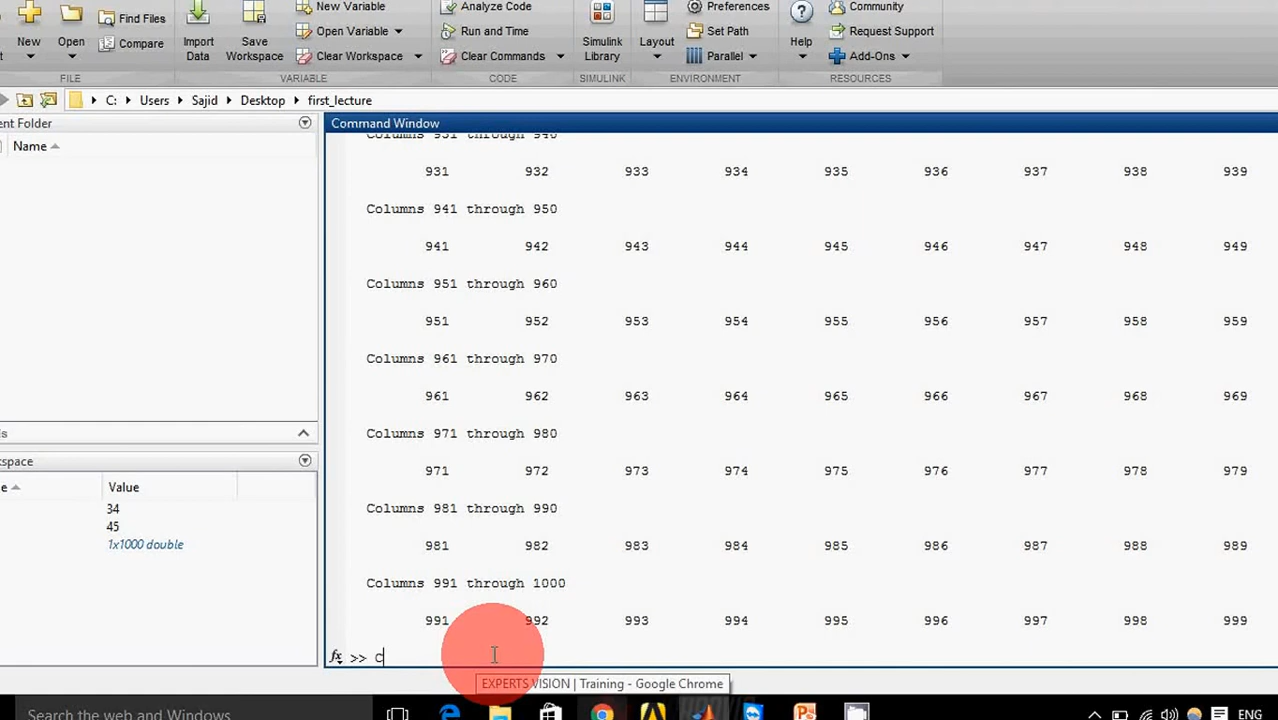 New Variable
Analyze Code
Preferences
Community
Find Files
Open Variable
Run and Time
Set Path
Request Support
New
Open
Compare
Import
Data
Save
Workspace
Clear Workspace
Clear Commands
Simulink
Library
Layout
Parallel
Help
Add-Ons
FILE
VARIABLE
CODE
SIMULINK
ENVIRONMENT
RESOURCES
C: Users Sajid Desktop first_lecture
ent Folder
Name
Command Window
Columns 931 through 940
931 932 933 934 935 936 937 938 939
Columns 941 through 950
941 942 943 944 945 946 947 948 949
Columns 951 through 960
951 952 953 954 955 956 957 958 959
Columns 961 through 970
961 962 963 964 965 966 967 968 969
Columns 971 through 980
971 972 973 974 975 976 977 978 979
Columns 981 through 990
981 982 983 984 985 986 987 988 989
Columns 991 through 1000
991 992 993 994 995 996 997 998 999
fx >> C
ls
kspace
e Value
34
45
1x1000 double
EXPERTS VISION | Training - Google Chrome
Search the web and Windows
ENG